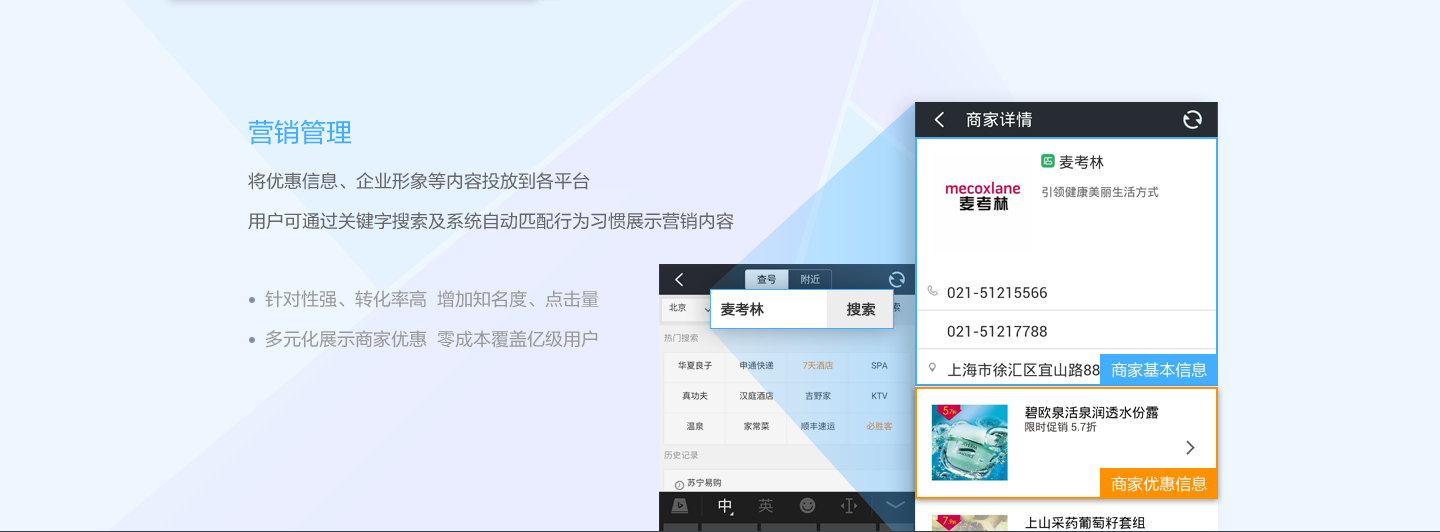 营销管理
将优惠信息、企业形象等内容投放到各平台
用户可通过关键字搜索及系统自动匹配行为习惯展示营销内容
• 针对性强、转化率高 增加知名度、点击量
• 多元化展示商家优惠 零成本覆盖亿级用户
查号 附近
北京
麦考林 搜索
索
热门搜索
华夏良子 申通快递 7天酒店 SPA
真功夫 汉庭酒店 吉野家 KTV
温泉 家常菜 顺丰速运 必胜客
历史记录
苏宁易购
中 英
商家详情
店 麦考林
mecoxlane
麦考林
引领健康美丽生活方式
021-51215566
021-51217788
上海市徐汇区宜山路88
商家基本信息
5.7折
碧欧泉活泉润透水份露
限时促销 5.7折
商家优惠信息
上山采药葡萄籽套组